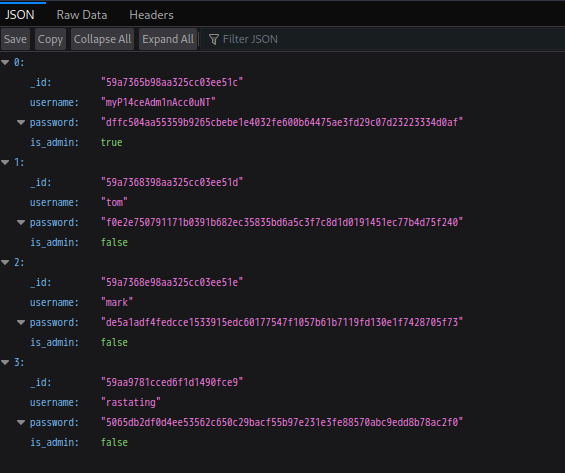 JSON Raw Data Headers
Save Copy Collapse All Expand All Filter JSON
0:
_id: "59a7365b98aa325cc03ee51c"
username: "myP14ceAdm1nAcc0uNT"
password: "dffc504aa55359b9265cbebe1e4032fe600b64475ae3fd29c07d23223334d0af"
is_admin: true
1:
_id: "59a7368398aa325cc03ee51d"
username: "tom"
password: "f0e2e750791171b0391b682ec35835bd6a5c3f7c8d1d0191451ec77b4d75f240"
is_admin: false
2:
_id: "59a7368e98aa325cc03ee51e"
username: "mark"
password: "de5a1adf4fedcce1533915edc60177547f1057b61b7119fd130e1f7428705f73"
is_admin: false
3:
_id: "59aa9781cced6f1d1490fce9"
username: "rastating"
password: "5065db2df0d4ee53562c650c29bacf55b97e231e3fe88570abc9edd8b78ac2f0"
is_admin: false